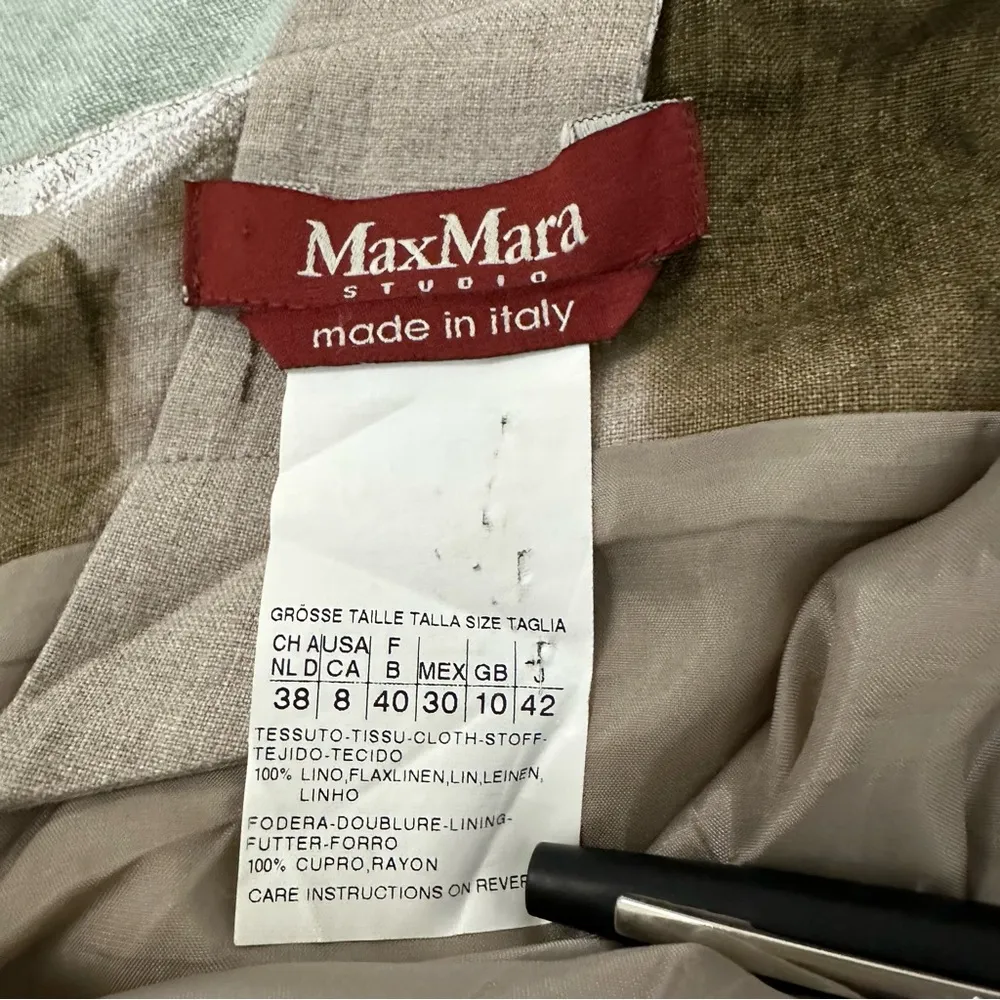 MaxMara
STUDIO
made in italy
GRÖSSE TAILLE TALLA SIZE TAGLIA
CH A USA F
NL D CA B MEX GB J
38 8 40 30 10 42
TESSUTO-TISSU-CLOTH-STOFF-
TEJIDO-TECIDO
100% LINO,FLAXLINEN,LIN,LEINEN,
LINHO
FODERA-DOUBLURE-LINING-
FUTTER-FORRO
100% CUPRO,RAYON
CARE INSTRUCTIONS ON REVER